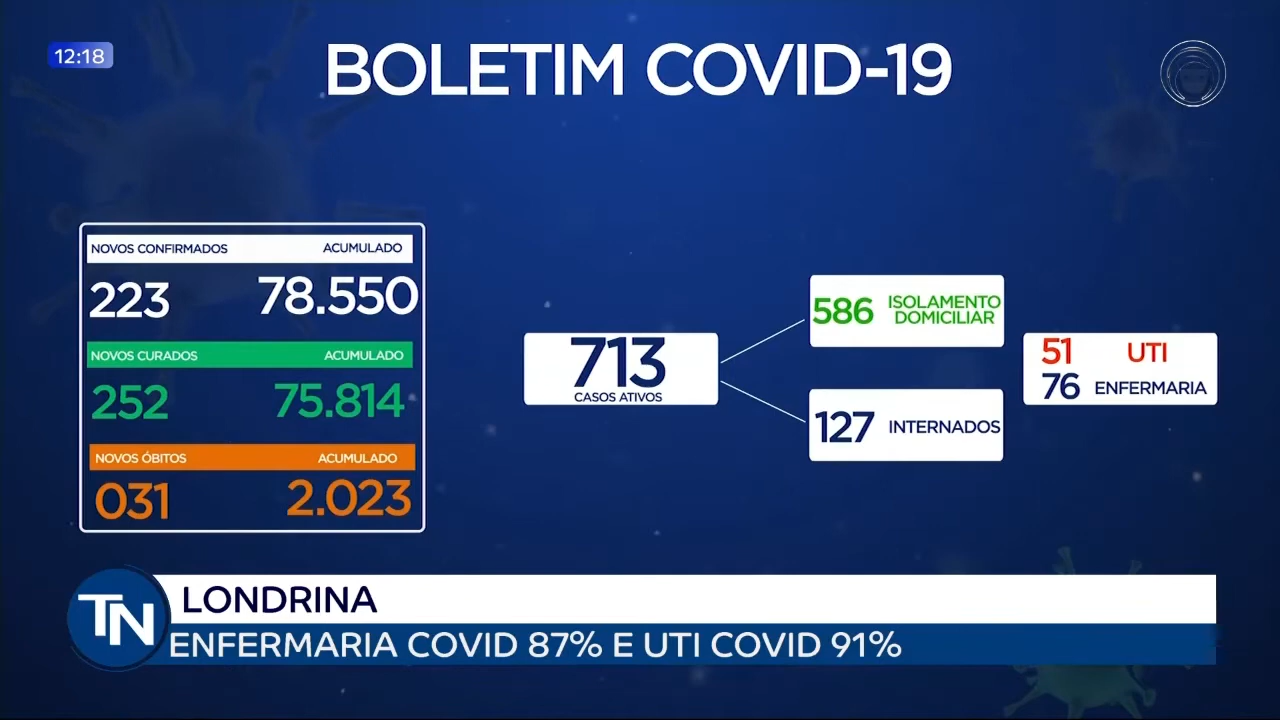 12:18
BOLETIM COVID-19
NOVOS CONFIRMADOS ACUMULADO
223 78.550
NOVOS CURADOS ACUMULADO
252 75.814
NOVOS ÓBITOS ACUMULADO
031 2.023
713
CASOS ATIVOS
586 ISOLAMENTO
DOMICILIAR
127 INTERNADOS
51 UTI
76 ENFERMARIA
TN
LONDRINA
ENFERMARIA COVID 87% E UTI COVID 91%